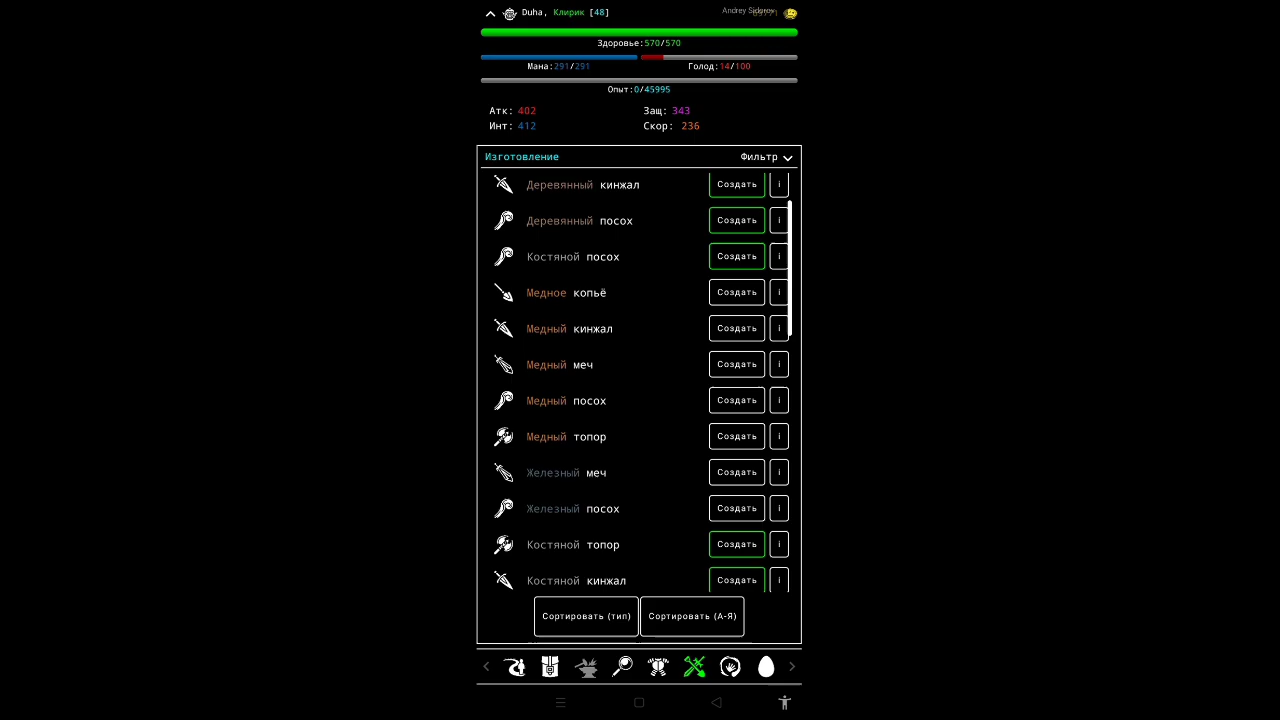 Duha, Клирик [48]
Andrey Sidorov
Здоровье:570/570
Мана:291/291 Голод:14/100
Опыт:0/45995
Атк: 402 Защ: 343
Инт: 412 Скор: 236
Изготовление Фильтр
Деревянный кинжал Создать i
Деревянный посох Создать i
Костяной посох Создать i
Медное копьё Создать i
Медный кинжал Создать i
Медный меч Создать i
Медный посох Создать i
Медный топор Создать i
Железный меч Создать i
Железный посох Создать i
Костяной топор Создать i
Костяной кинжал Создать i
Сортировать (тип) Сортировать (А-Я)